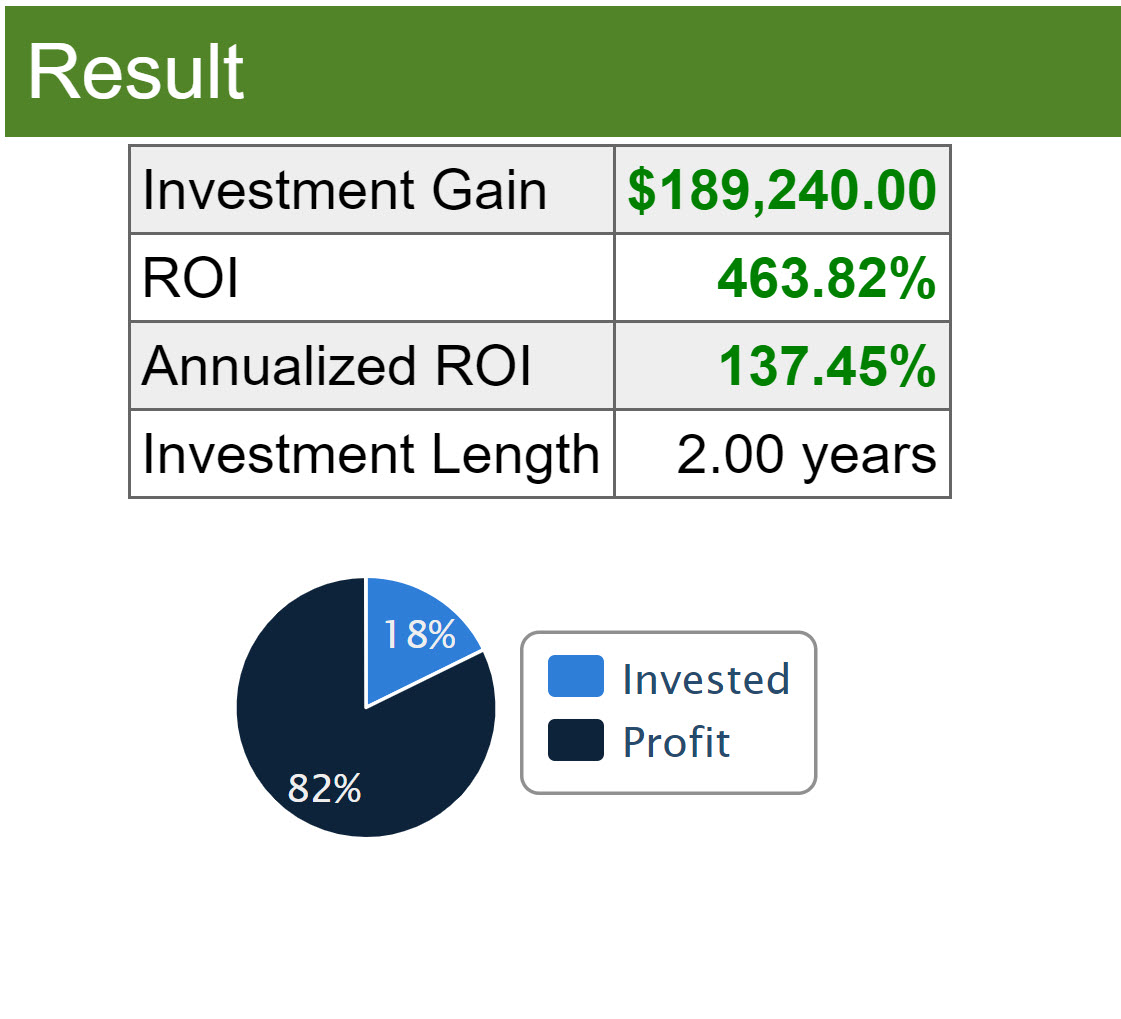 Result
Investment Gain $189,240.00
ROI 463.82%
Annualized ROI 137.45%
Investment Length 2.00 years
18%
Invested
Profit
82%